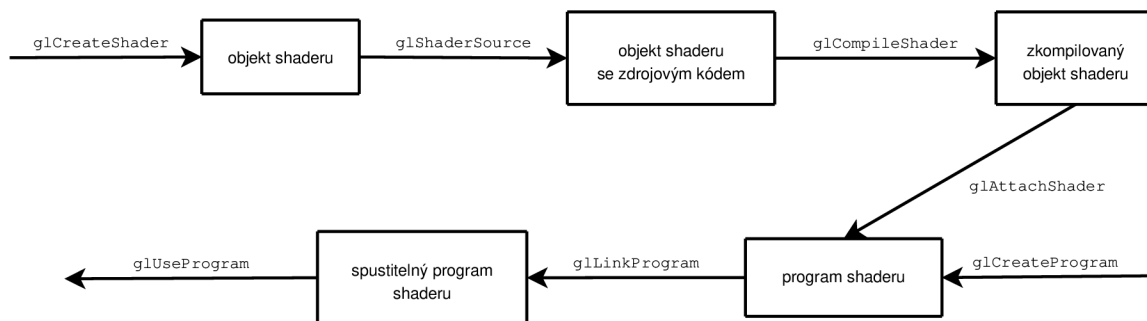 glCreateShader
objekt shaderu
glShaderSource
objekt shaderu
se zdrojovým kódem
glCompileShader
zkompilovaný
objekt shaderu
glAttachShader
glUseProgram
spustitelný program
shaderu
glLinkProgram
program shaderu
glCreateProgram